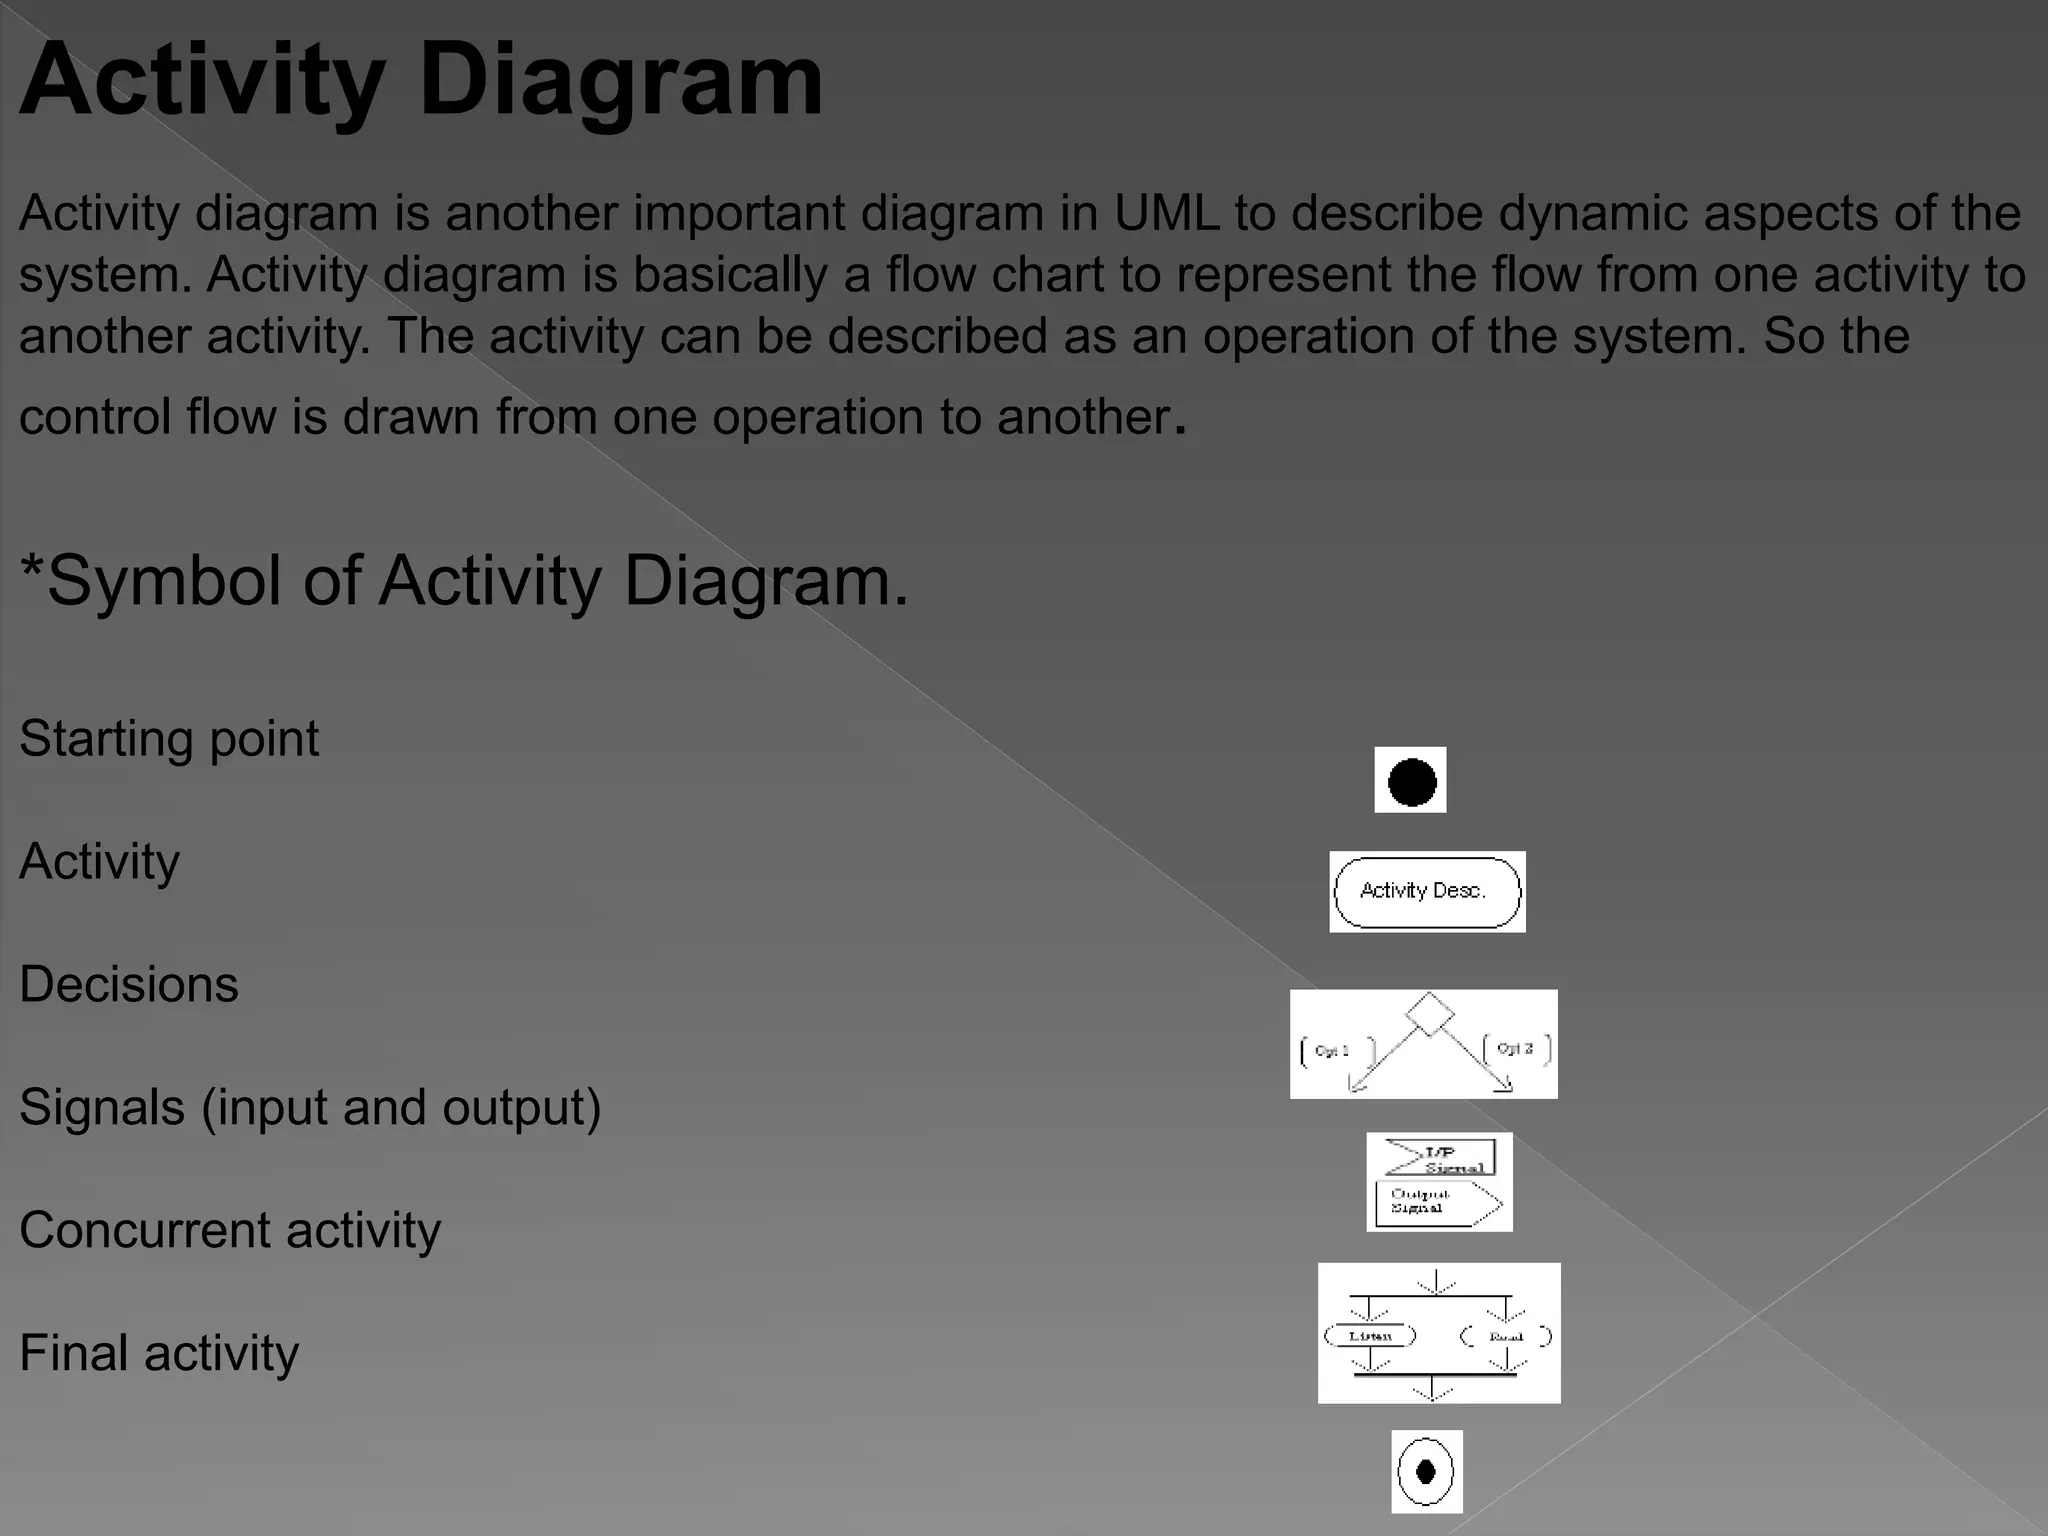 Activity Diagram
Activity diagram is another important diagram in UML to describe dynamic aspects of the
system. Activity diagram is basically a flow chart to represent the flow from one activity to
another activity. The activity can be described as an operation of the system. So the
control flow is drawn from one operation to another.
*Symbol of Activity Diagram.
Starting point
Activity
Activity Desc.
Decisions
[ Opt 1 ]
[ Opt 2 ]
Signals (input and output)
I/P
Signal
Output
Signal
Concurrent activity
Listen
Read
Final activity